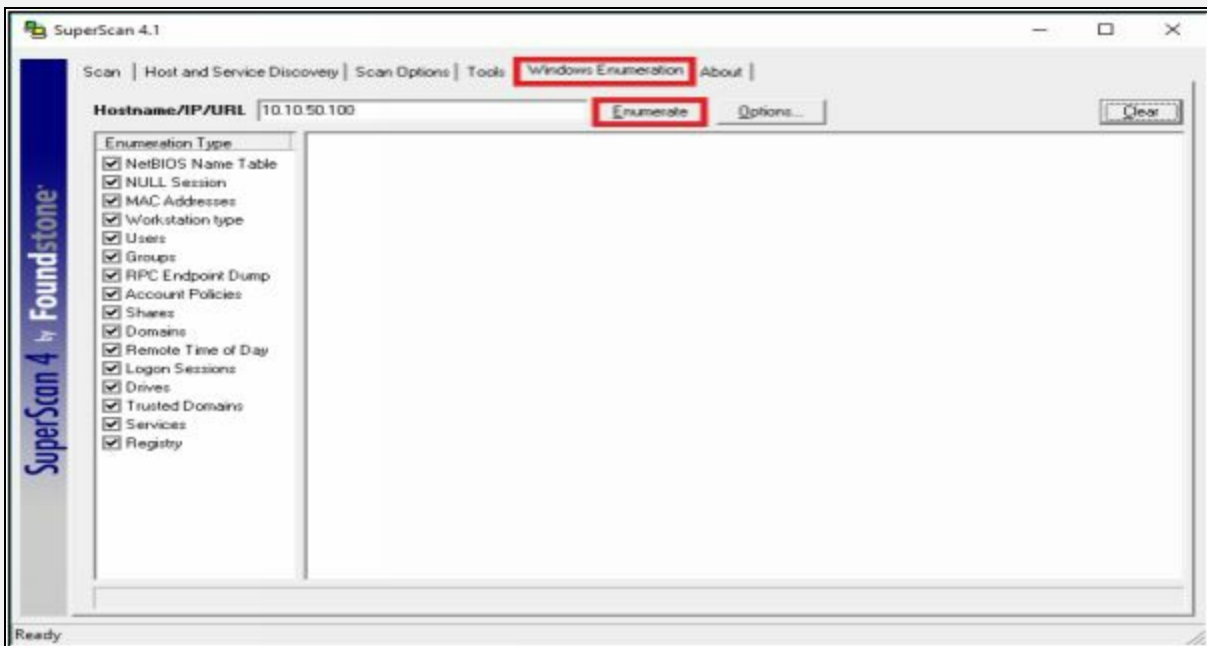 SuperScan 4.1
Scan | Host and Service Discovery | Scan Options | Tools | Windows Enumeration | About |
Hostname/IP/URL 10.10.50.100 Enumerate Options... Clear
Enumeration Type
NetBIOS Name Table
NULL Session
MAC Addresses
Workstation type
Users
Groups
RPC Endpoint Dump
Account Policies
Shares
Domains
Remote Time of Day
Logon Sessions
Drives
Trusted Domains
Services
Registry
SuperScan 4 by Foundstone
Ready